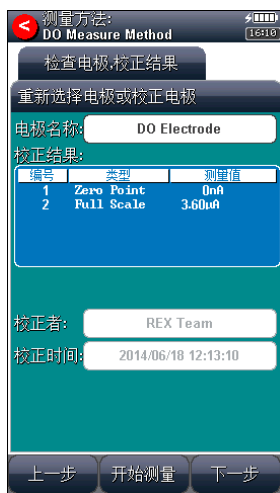 测量方法:
DO Measure Method
16:10
检查电极,校正结果
重新选择电极或校正电极
电极名称: DO Electrode
校正结果:
编号 类型 测量值
1 Zero Point 0nA
2 Full Scale 3.60uA
校正者: REX Team
校正时间: 2014/06/18 12:13:10
上一步 开始测量 下一步